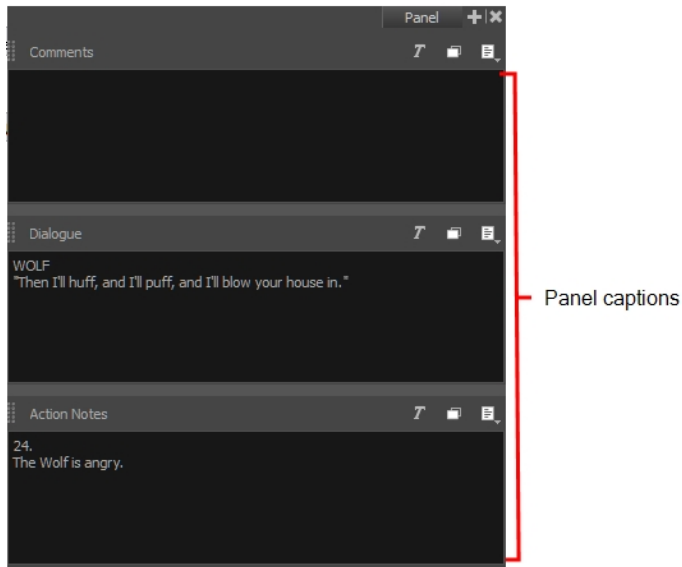 Panel
Comments
Dialogue
WOLF
"Then I'll huff, and I'll puff, and I'll blow your house in."
Panel captions
Action Notes
24.
The Wolf is angry.